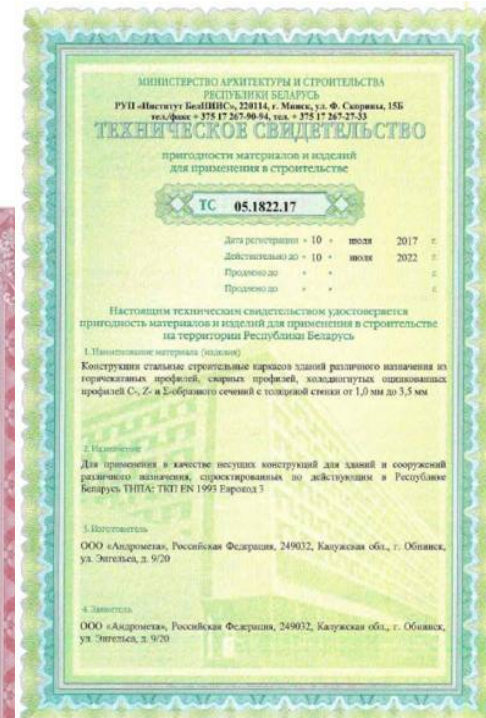 МИНИСТЕРСТВО АРХИТЕКТУРЫ И СТРОИТЕЛЬСТВА
РЕСПУБЛИКИ БЕЛАРУСЬ
РУП «Институт БелНИИС», 220114, г. Минск, ул. Ф. Скорины, 15Б
тел./факс + 375 17 267-90-94, тел. + 375 17 267-27-33
ТЕХНИЧЕСКОЕ СВИДЕТЕЛЬСТВО
пригодности материалов и изделий
для применения в строительстве
ТС 05.1822.17
Дата регистрации « 10 » июля 2017 г.
Действительно до « 10 » июля 2022 г.
Продлено до « » г.
Продлено до « » г.
Настоящим техническим свидетельством удостоверяется
пригодность материалов и изделий для применения в строительстве
на территории Республики Беларусь
1. Наименование материала (изделия)
Конструкции стальные строительные каркасов зданий различного назначения из
горячекатаных профилей, сварных профилей, холодногнутых оцинкованных
профилей С-, Z- и Σ-образного сечений с толщиной стенки от 1,0 мм до 3,5 мм
2. Назначение
Для применения в качестве несущих конструкций для зданий и сооружений
различного назначения, спроектированных по действующим в Республике
Беларусь ТНПА: ТКП EN 1993 Еврокод 3
3. Изготовитель
ООО «Андромета», Российская Федерация, 249032, Калужская обл., г. Обнинск,
ул. Энгельса, д. 9/20
4. Заявитель
ООО «Андромета», Российская Федерация, 249032, Калужская обл., г. Обнинск,
ул. Энгельса, д. 9/20